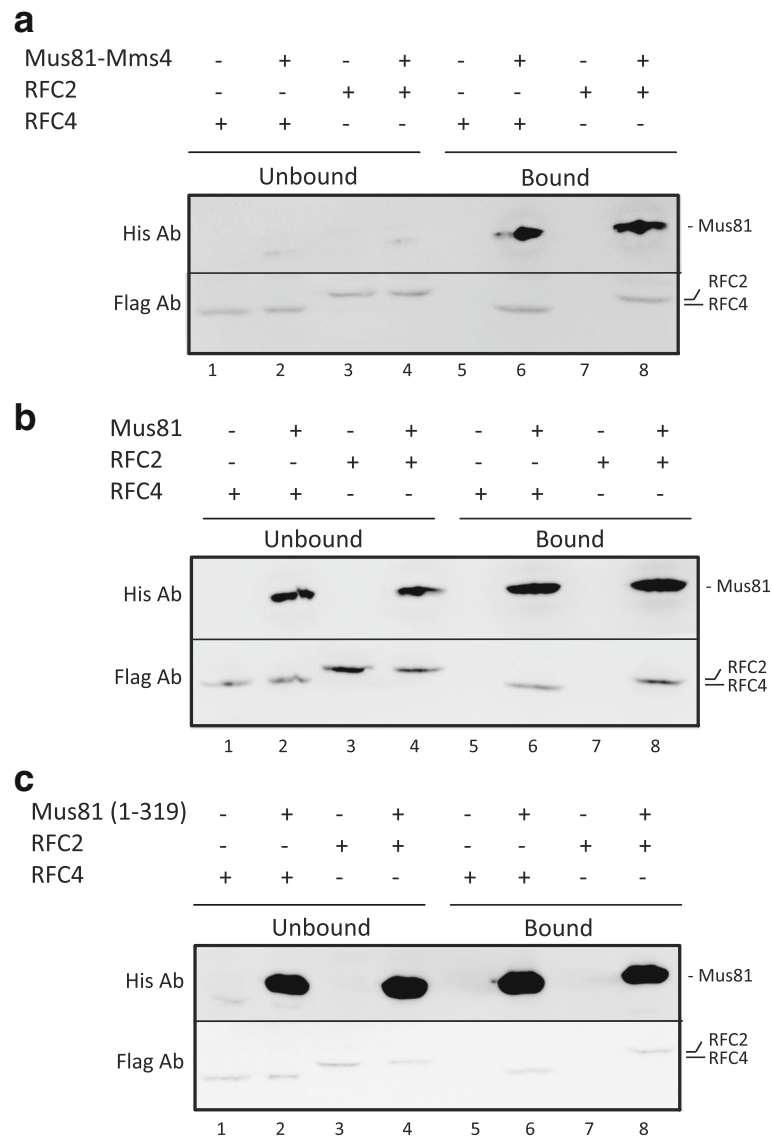 a
Mus81-Mms4 - + - + - + - +
RFC2 - - + + - - + +
RFC4 + + - - + + - -
Unbound Bound
His Ab - Mus81
Flag Ab RFC2
RFC4
1 2 3 4 5 6 7 8
b
Mus81 - + - + - + - +
RFC2 - - + + - - + +
RFC4 + + - - + + - -
Unbound Bound
His Ab - Mus81
Flag Ab RFC2
RFC4
1 2 3 4 5 6 7 8
c
Mus81 (1-319) - + - + - + - +
RFC2 - - + + - - + +
RFC4 + + - - + + - -
Unbound Bound
His Ab - Mus81
Flag Ab RFC2
RFC4
1 2 3 4 5 6 7 8